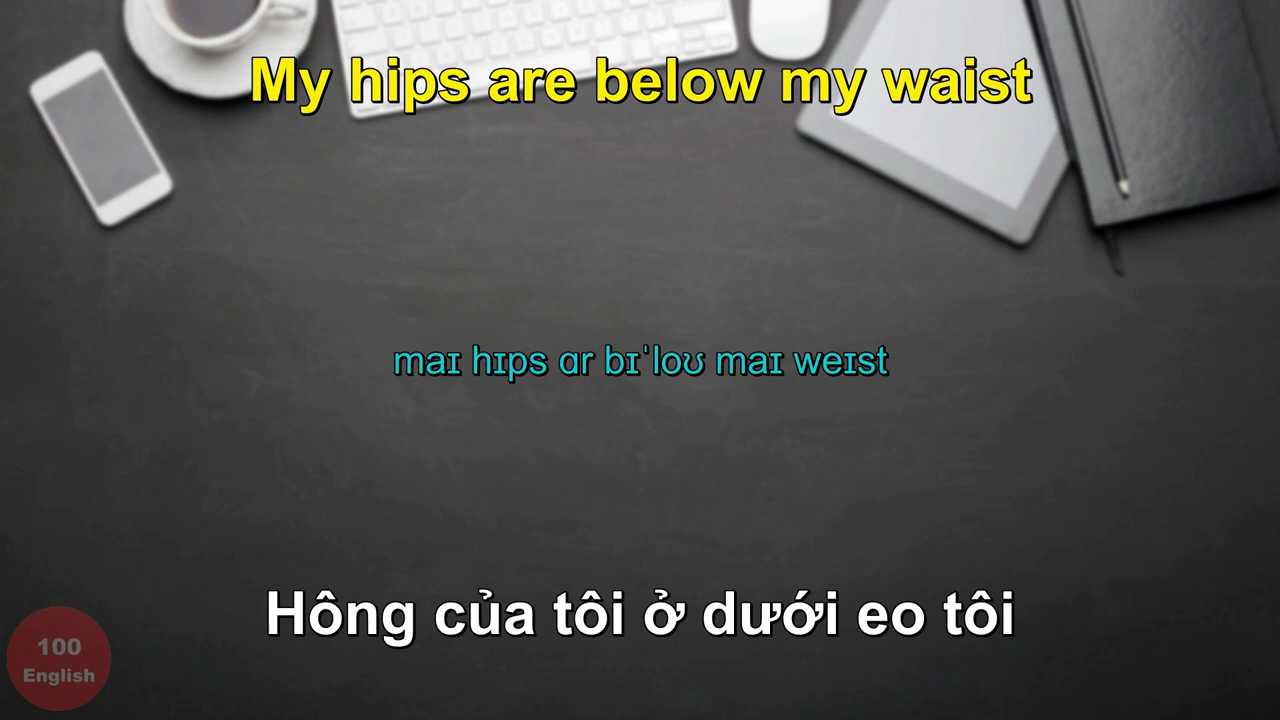 My hips are below my waist
maɪ hɪps ɑr bɪˈloʊ maɪ weɪst
Hông của tôi ở dưới eo tôi
100
English